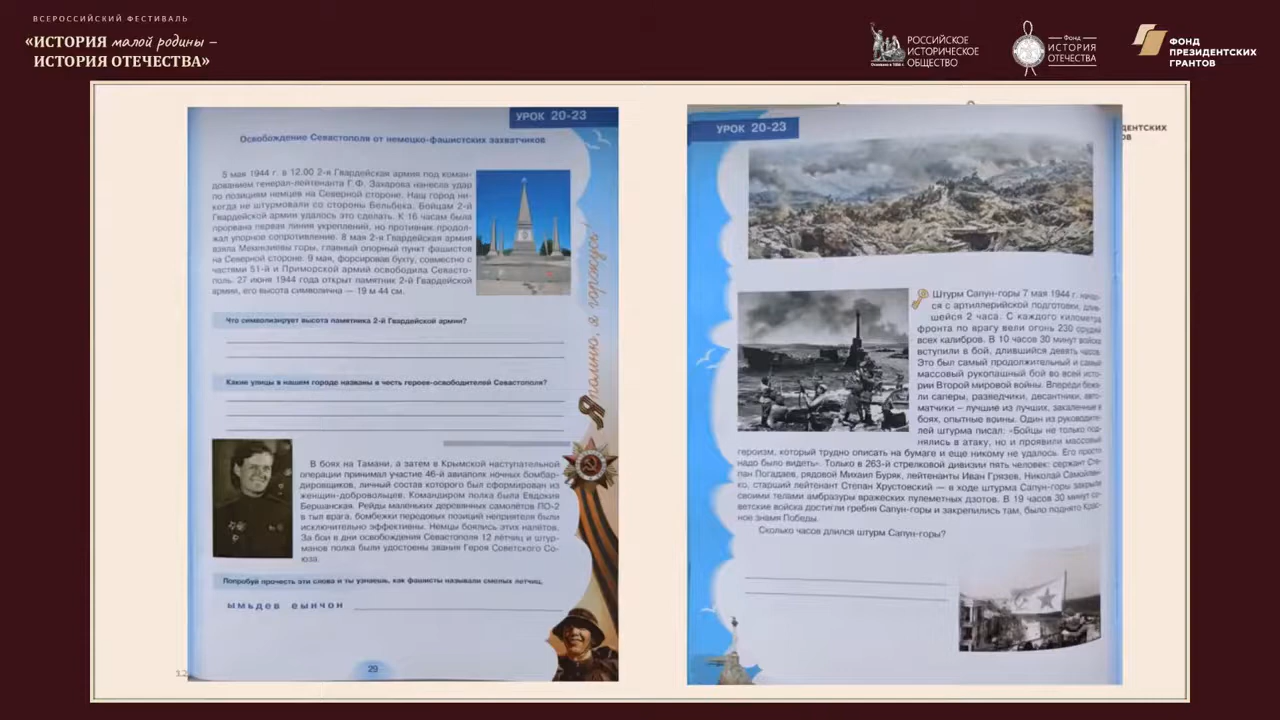 ВСЕРОССИЙСКИЙ ФЕСТИВАЛЬ
«ИСТОРИЯ малой родины –
ИСТОРИЯ ОТЕЧЕСТВА»
РОССИЙСКОЕ
ИСТОРИЧЕСКОЕ
ОБЩЕСТВО
Фонд
ИСТОРИЯ
ОТЕЧЕСТВА
ФОНД
ПРЕЗИДЕНТСКИХ
ГРАНТОВ
УРОК 20-23
Освобождение Севастополя от немецко-фашистских захватчиков
5 мая 1944 г. в 12.00 2-я Гвардейская армия под коман-
дованием генерал-лейтенанта Г.Ф. Захарова нанесла удар
по позициям немцев на Северной стороне. Наш город ни-
когда не штурмовали со стороны Бельбека. Бойцам 2-й
Гвардейской армии удалось это сделать. К 16 часам была
прорвана первая линия укреплений, но противник продол-
жал упорное сопротивление. 8 мая 2-я Гвардейская армия
взяла Мекензиевы горы, главный опорный пункт фашистов
на Северной стороне. 9 мая, форсировав бухту, совместно с
частями 51-й и Приморской армий освободила Севасто-
поль. 27 июня 1944 года открыт памятник 2-й Гвардейской
армии, его высота символична — 19 м 44 см.
Что символизирует высота памятника 2-й Гвардейской армии?
Какие улицы в нашем городе названы в честь героев-освободителей Севастополя?
Я помню, я горжусь!
В боях на Тамани, а затем в Крымской наступательной
операции принимал участие 46-й авиаполк ночных бомбар-
дировщиков, личный состав которого был сформирован из
женщин-добровольцев. Командиром полка была Евдокия
Бершанская. Рейды маленьких деревянных самолётов ПО-2
в тыл врага, бомбежки передовых позиций неприятеля были
исключительно эффективны. Немцы боялись этих налётов.
За бои в дни освобождения Севастополя 12 лётчиц и штур-
манов полка были удостоены звания Героя Советского Со-
юза.
Попробуй прочесть эти слова и ты узнаешь, как фашисты называли смелых летчиц.
ымьдев еынчон
29
12
УРОК 20-23
ДЕНТСКИХ
ОВ
Штурм Сапун-горы 7 мая 1944 г. начал-
ся с артиллерийской подготовки, длив-
шейся 2 часа. С каждого километра
фронта по врагу вели огонь 230 орудий
всех калибров. В 10 часов 30 минут войска
вступили в бой, длившийся девять часов.
Это был самый продолжительный и самый
массовый рукопашный бой во всей исто-
рии Второй мировой войны. Впереди бежа-
ли саперы, разведчики, десантники, авто-
матчики – лучшие из лучших, закаленные в
боях, опытные воины. Один из руководите-
лей штурма писал: «Бойцы не только под-
нялись в атаку, но и проявили массовый
героизм, который трудно описать на бумаге и еще никому не удалось. Его просто
надо было видеть». Только в 263-й стрелковой дивизии пять человек: сержант Сте-
пан Погадаев, рядовой Михаил Буряк, лейтенанты Иван Грязев, Николай Самойлен-
ко, старший лейтенант Степан Хрустовский — в ходе штурма Сапун-горы закрыли
своими телами амбразуры вражеских пулеметных дзотов. В 19 часов 30 минут со-
ветские войска достигли гребня Сапун-горы и закрепились там, было поднято Крас-
ное знамя Победы.
Сколько часов длился штурм Сапун-горы?